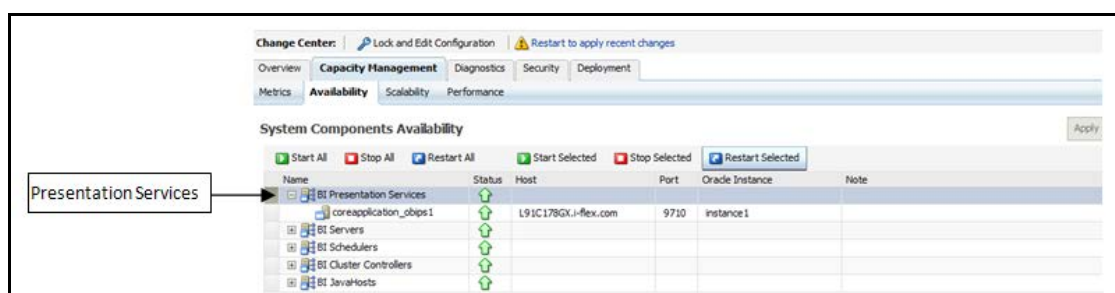 Change Center: Lock and Edit Configuration Restart to apply recent changes
Overview Capacity Management Diagnostics Security Deployment
Metrics Availability Scalability Performance
System Components Availability Apply
Start All Stop All Restart All Start Selected Stop Selected Restart Selected
Name Status Host Port Oracle Instance Note
Presentation Services BI Presentation Services
coreapplication_obips1 L91C178GX.i-flex.com 9710 instance1
BI Servers
BI Schedulers
BI Cluster Controllers
BI JavaHosts